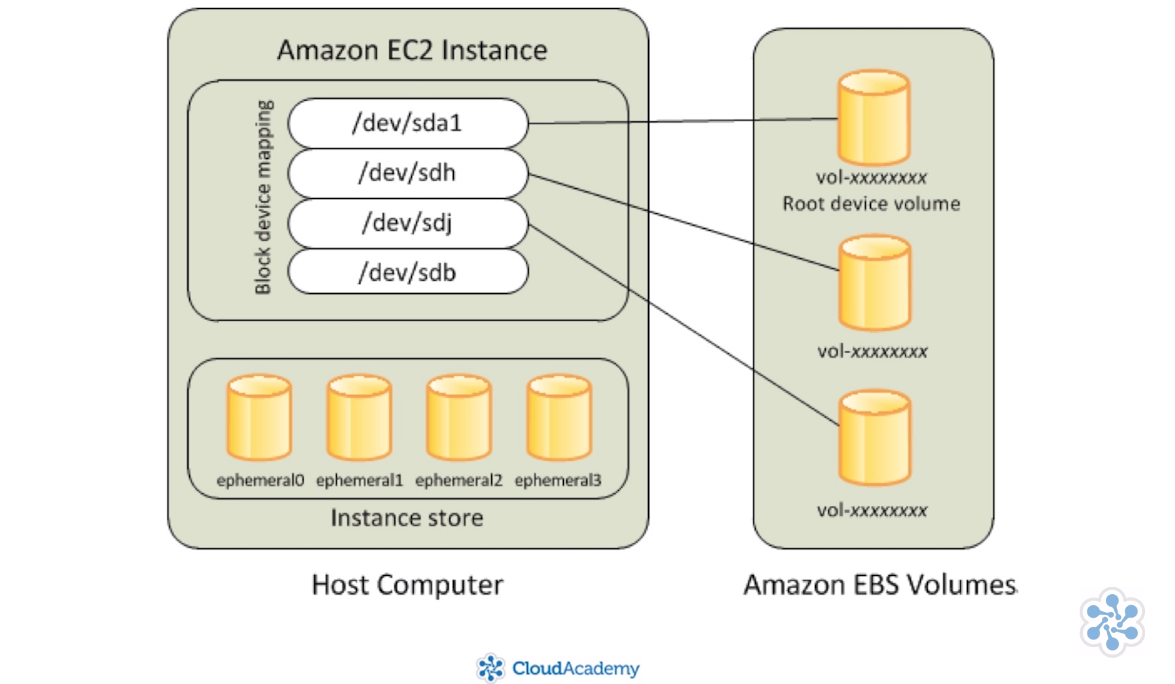 Amazon EC2 Instance
Block device mapping
/dev/sda1
/dev/sdh
/dev/sdj
/dev/sdb
ephemeral0 ephemeral1 ephemeral2 ephemeral3
Instance store
Host Computer
vol-xxxxxxxx
Root device volume
vol-xxxxxxxx
vol-xxxxxxxx
Amazon EBS Volumes
CloudAcademy